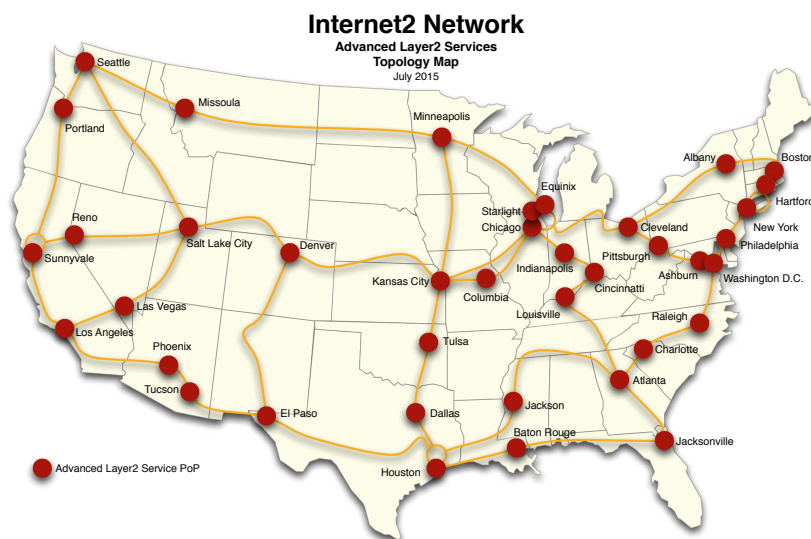 Internet2 Network
Advanced Layer2 Services
Topology Map
July 2015
Seattle
Missoula
Portland
Minneapolis
Albany
Boston
Equinix
Hartford
Starlight
Reno
Chicago
Cleveland
New York
Salt Lake City
Denver
Philadelphia
Sunnyvale
Pittsburgh
Indianapolis
Ashburn
Washington D.C.
Kansas City
Cincinnatti
Columbia
Las Vegas
Louisville
Raleigh
Los Angeles
Phoenix
Tulsa
Charlotte
Tucson
Atlanta
El Paso
Dallas
Jackson
Baton Rouge
Jacksonville
Advanced Layer2 Service PoP
Houston